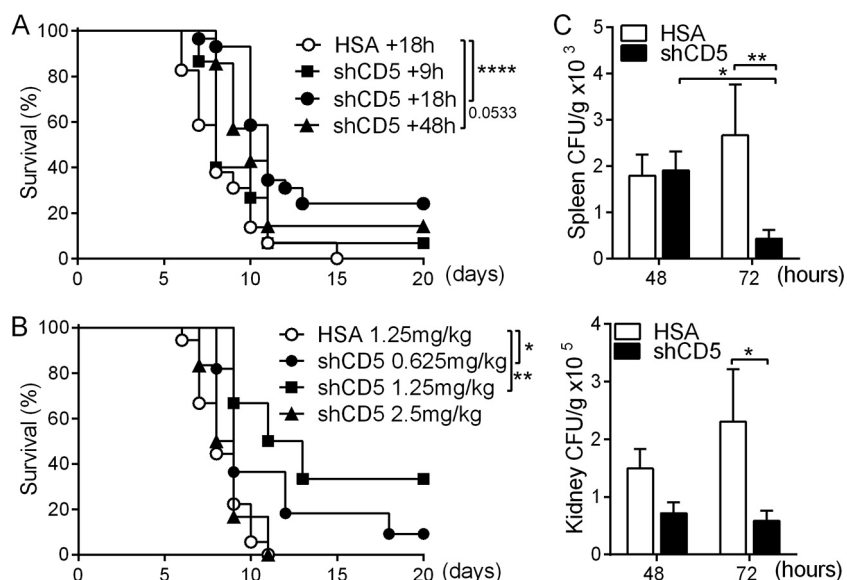 A
Survival (%)
100
80
60
40
20
0
0 5 10 15 20 (days)
HSA +18h
shCD5 +9h
shCD5 +18h
shCD5 +48h
****
0.0533
B
Survival (%)
100
80
60
40
20
0
0 5 10 15 20 (days)
HSA 1.25mg/kg
shCD5 0.625mg/kg
shCD5 1.25mg/kg
shCD5 2.5mg/kg
*
**
C
Spleen CFU/g x10 3
5
4
3
2
1
0
HSA
shCD5
**
*
48 72 (hours)
Kidney CFU/g x10 5
4
3
2
1
0
HSA
shCD5
*
48 72 (hours)